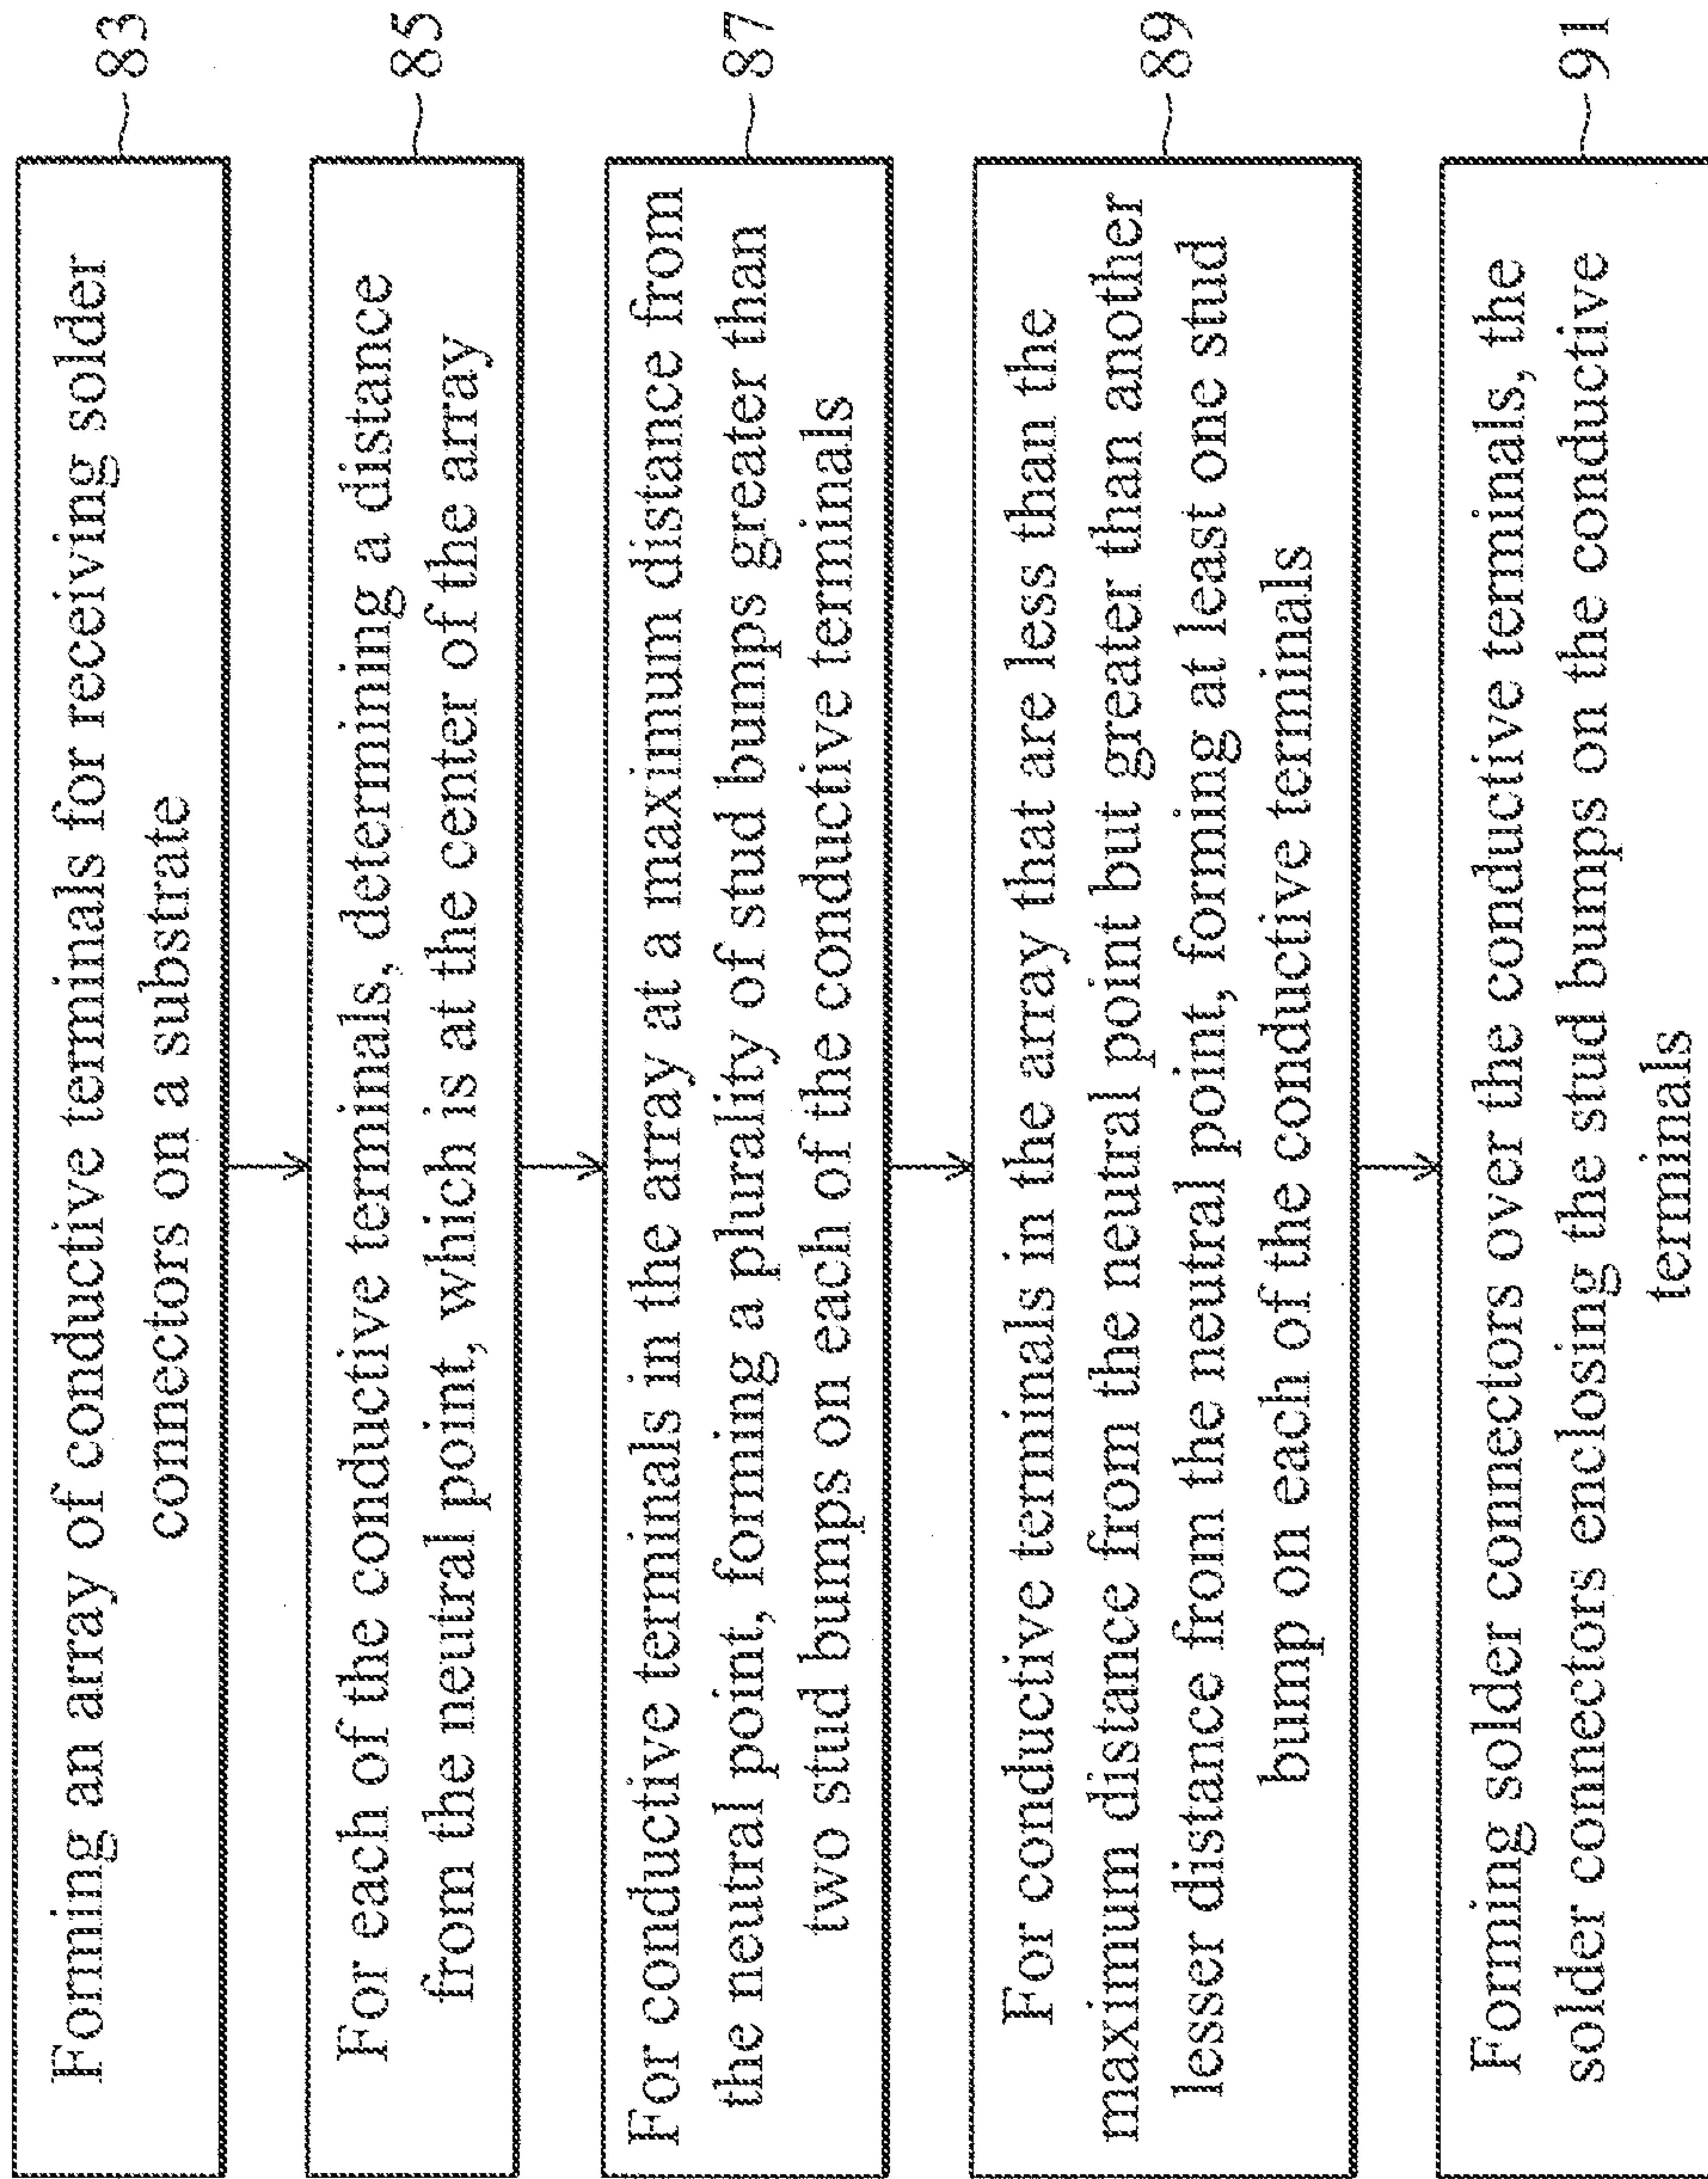 Forming an array of conductive terminals for receiving solder
connectors on a substrate
83
For each of the conductive terminals, determining a distance
from the neutral point, which is at the center of the array
85
For conductive terminals in the array at a maximum distance from
the neutral point, forming a plurality of stud bumps greater than
two stud bumps on each of the conductive terminals
87
For conductive terminals in the array that are less than the
maximum distance from the neutral point but greater than another
lesser distance from the neutral point, forming at least one stud
bump on each of the conductive terminals
89
Forming solder connectors over the conductive terminals, the
solder connectors enclosing the stud bumps on the conductive
terminals
91